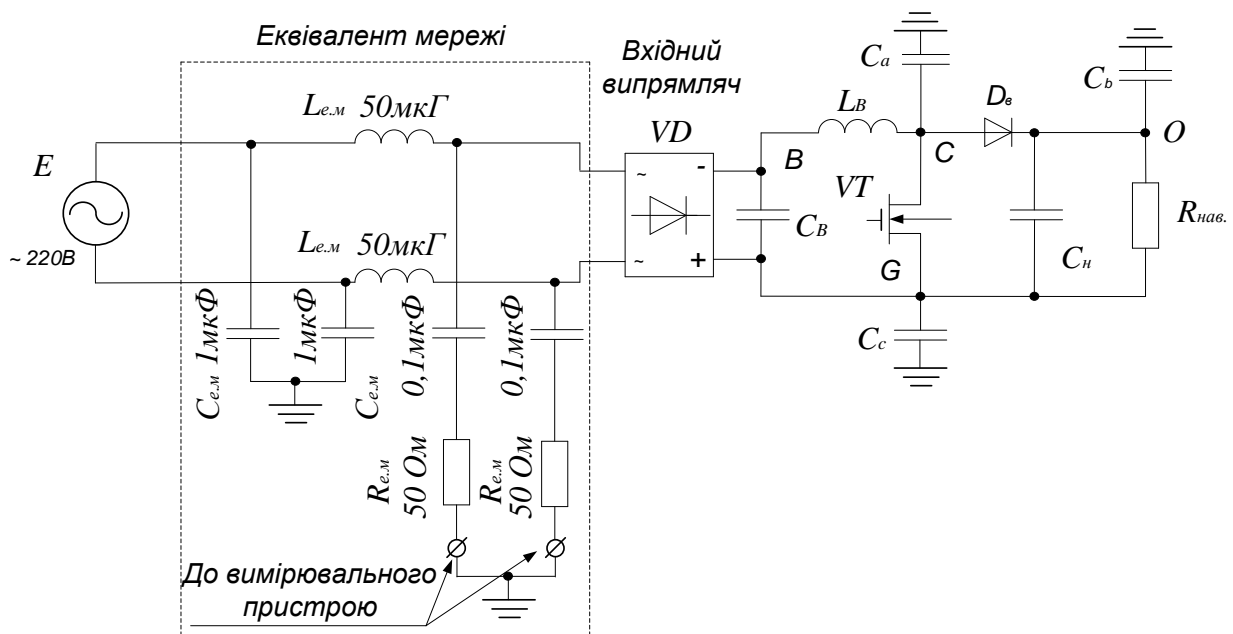 Еквівалент мережі
Вхідний
випрямляч
Lе.м 50мкГ
E
~ 220В
Lе.м 50мкГ
Cе.м 1мкФ
1мкФ
Cе.м
0,1мкФ
0,1мкФ
Rе.м
50 Ом
Rе.м
50 Ом
До вимірювального
пристрою
VD
~
-
~
+
B
CB
LB
Ca
C
Dв
VT
G
Cc
Cн
Cb
O
Rнав.